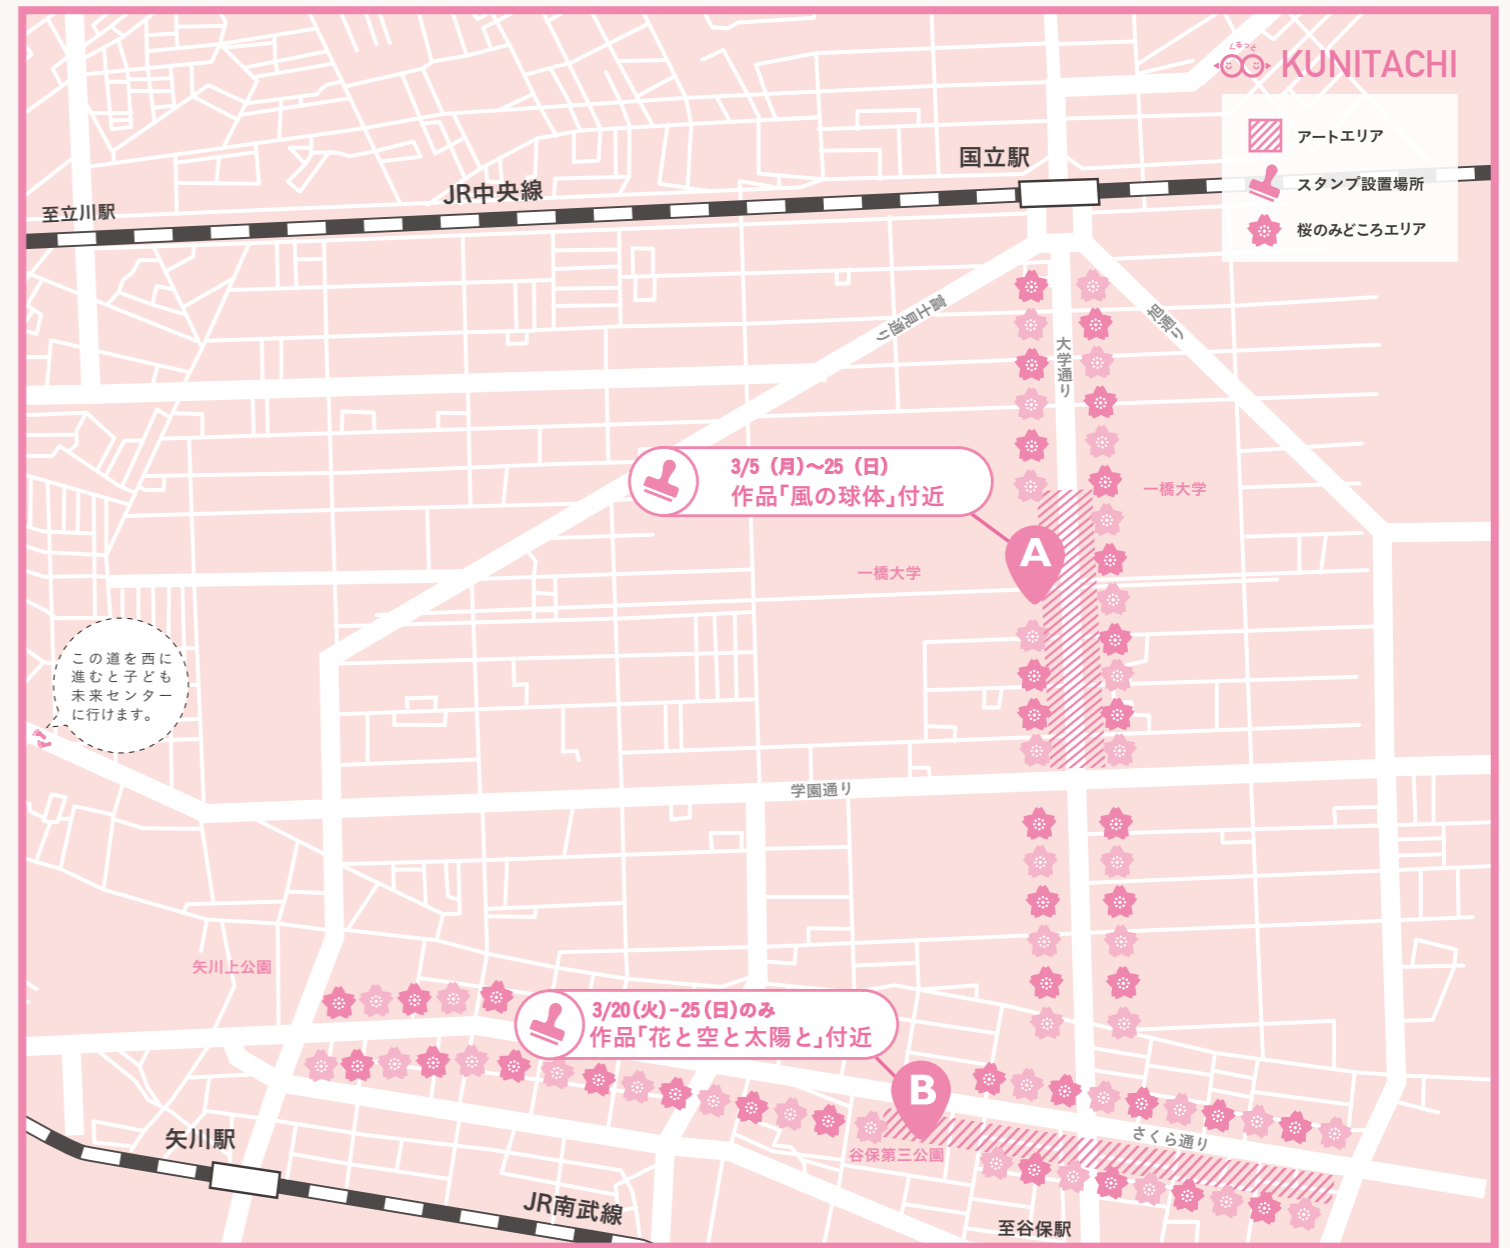 くるっと
KUNITACHI
アートエリア
スタンプ設置場所
桜のみどころエリア
国立駅
JR中央線
至立川駅
富士見通り
大学通り
旭通り
3/5（月）〜25（日）
作品「風の球体」付近
A
一橋大学
一橋大学
この道を西に
進むと子ども
未来センター
に行けます。
学園通り
矢川上公園
3/20（火）-25（日）のみ
作品「花と空と太陽と」付近
B
さくら通り
谷保第三公園
矢川駅
JR南武線
至谷保駅